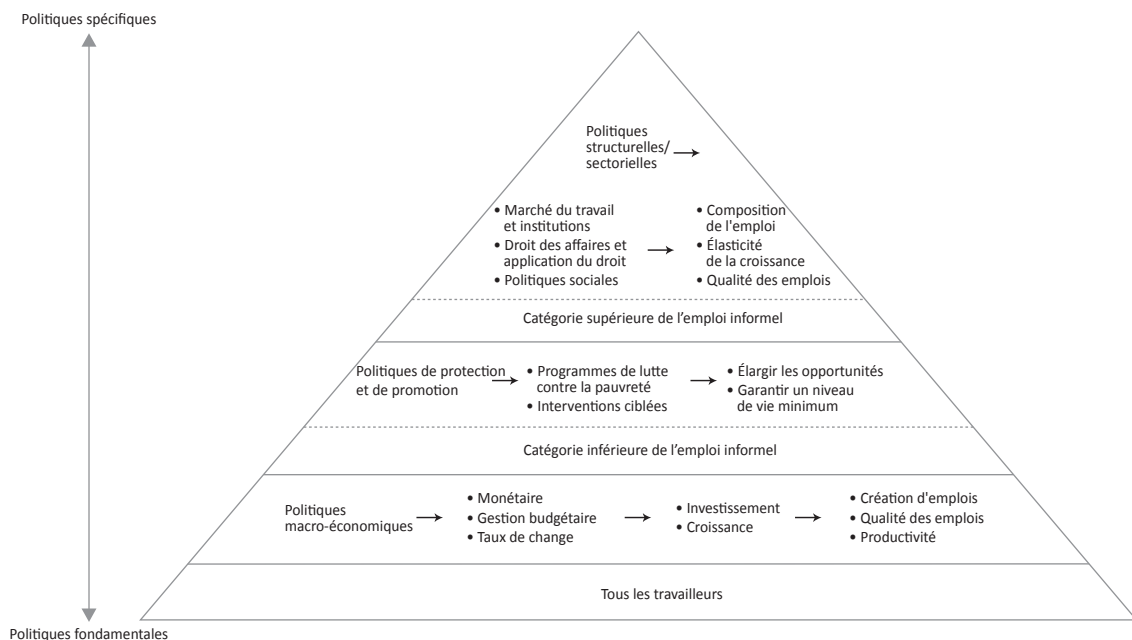 Politiques spécifiques
Politiques
structurelles/
sectorielles
• Marché du travail
et institutions
• Droit des affaires et
application du droit
• Politiques sociales
• Composition
de l'emploi
• Élasticité
de la croissance
• Qualité des emplois
Catégorie supérieure de l'emploi informel
Politiques de protection
et de promotion
• Programmes de lutte
contre la pauvreté
• Interventions ciblées
• Élargir les opportunités
• Garantir un niveau
de vie minimum
Catégorie inférieure de l'emploi informel
Politiques
macro-économiques
• Monétaire
• Gestion budgétaire
• Taux de change
• Investissement
• Croissance
• Création d'emplois
• Qualité des emplois
• Productivité
Tous les travailleurs
Politiques fondamentales